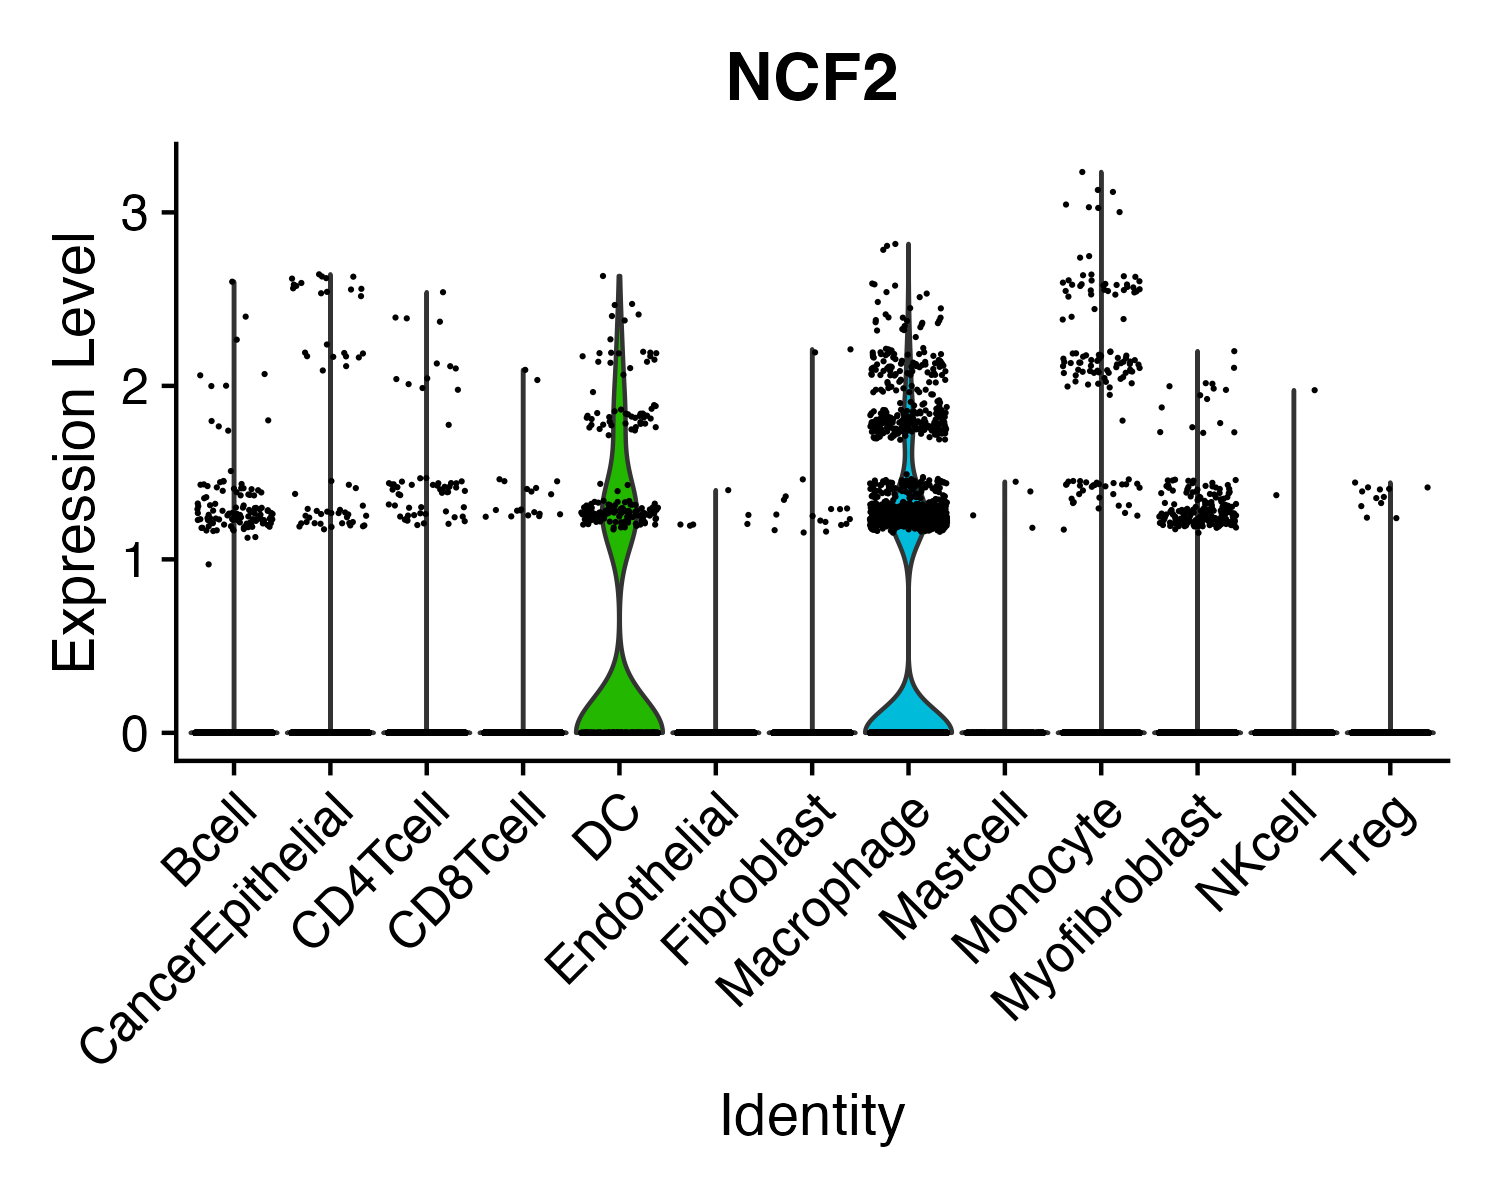 NCF2
Expression Level
3
2
1
0
Bcell
CancerEpithelial
CD4Tcell
CD8Tcell
DC
Endothelial
Fibroblast
Macrophage
Mastcell
Monocyte
Myofibroblast
NKcell
Treg
Identity